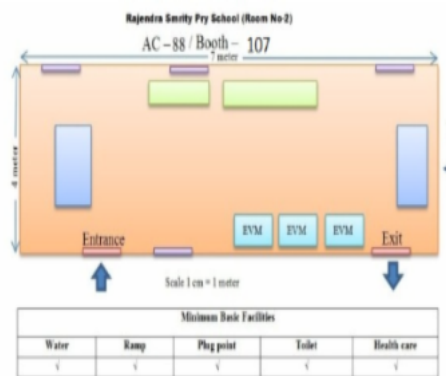 Rajendra Smrity Pry School (Room No-2)
AC – 88 / Booth – 107
7 meter
4 meter
EVM EVM EVM
Entrance
Exit
Scale 1 cm = 1 meter
Minimum Basic Facilities
Water Ramp Plug point Toilet Health care
√ √ √ √ √